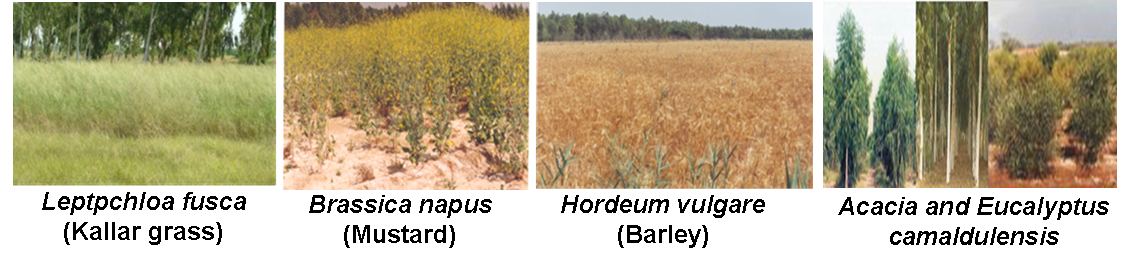 Leptpchloa fusca
(Kallar grass)
Brassica napus
(Mustard)
Hordeum vulgare
(Barley)
Acacia and Eucalyptus
camaldulensis